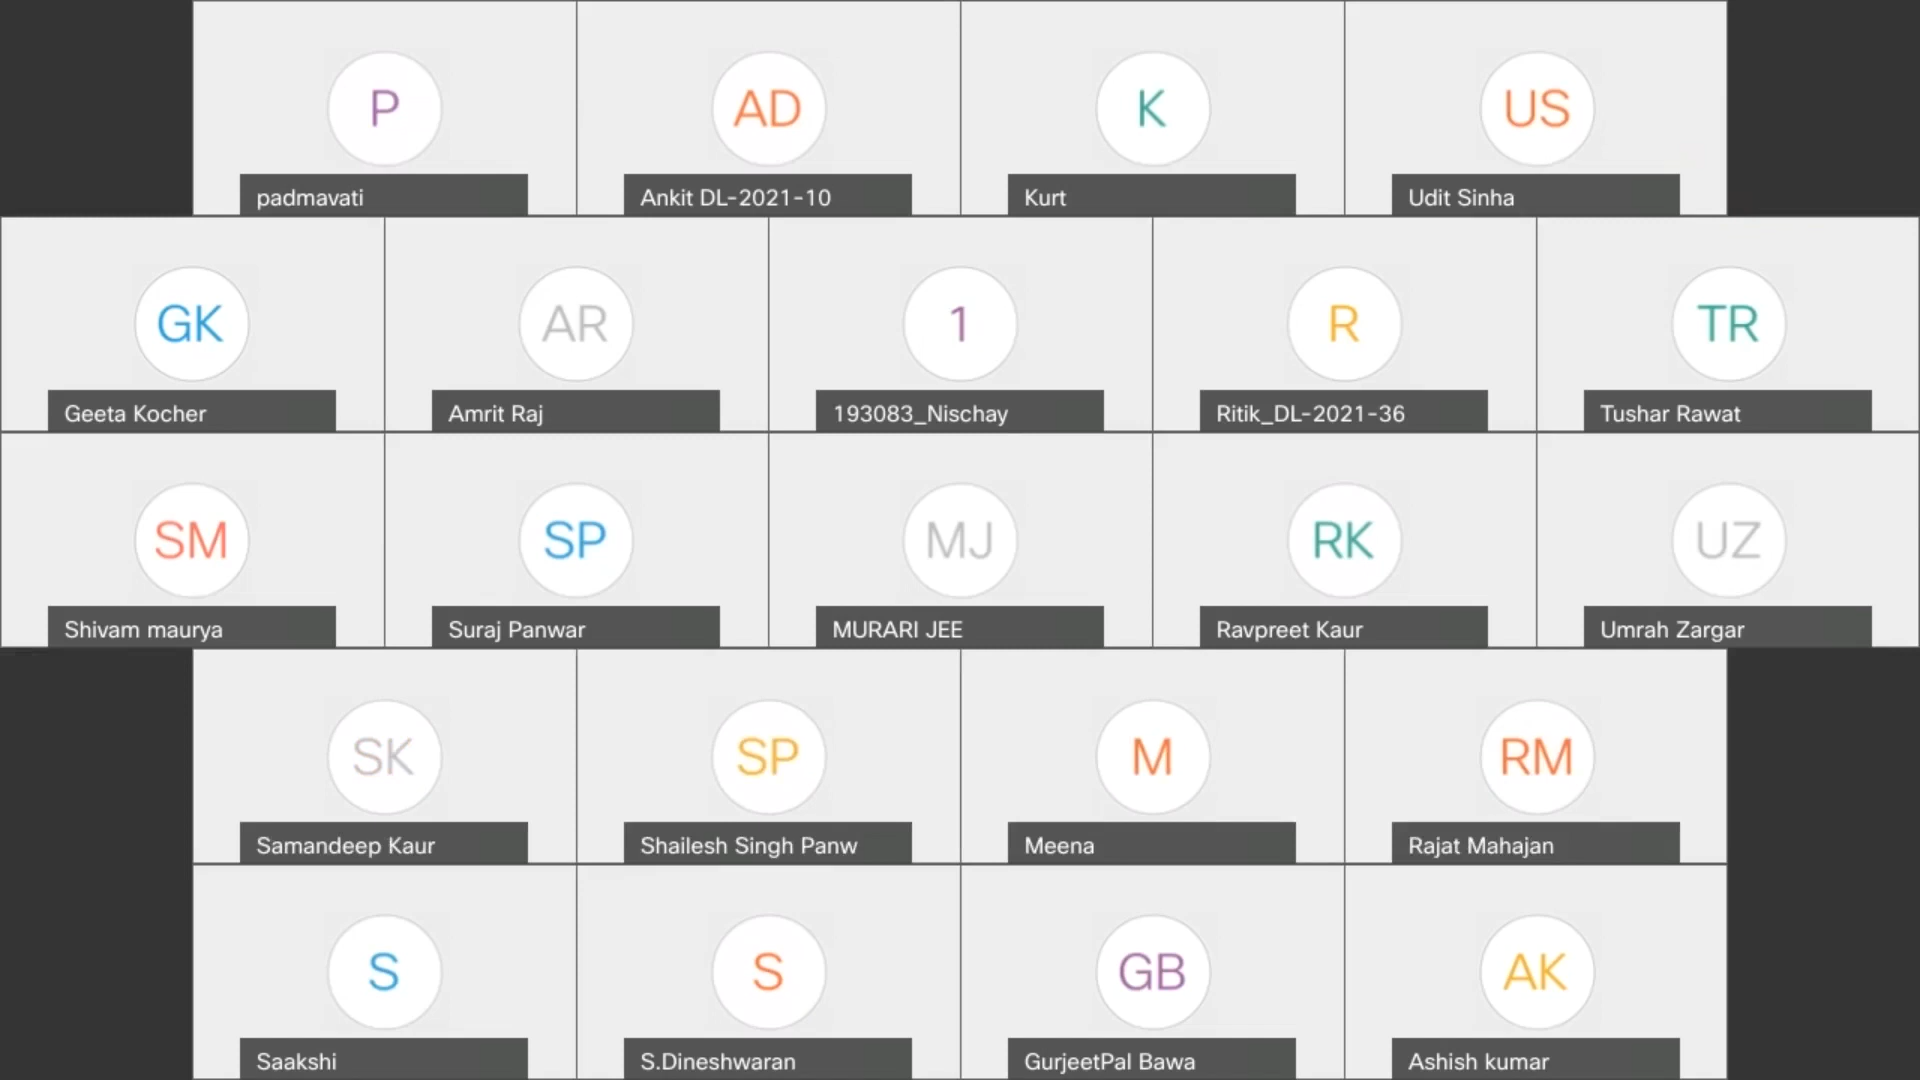 P
AD
K
US
padmavati
Ankit DL-2021-10
Kurt
Udit Sinha
GK
AR
1
R
TR
Geeta Kocher
Amrit Raj
193083_Nischay
Ritik_DL-2021-36
Tushar Rawat
SM
SP
MJ
RK
UZ
Shivam maurya
Suraj Panwar
MURARI JEE
Ravpreet Kaur
Umrah Zargar
SK
SP
M
RM
Samandeep Kaur
Shailesh Singh Panw
Meena
Rajat Mahajan
S
S
GB
AK
Saakshi
S.Dineshwaran
GurjeetPal Bawa
Ashish kumar